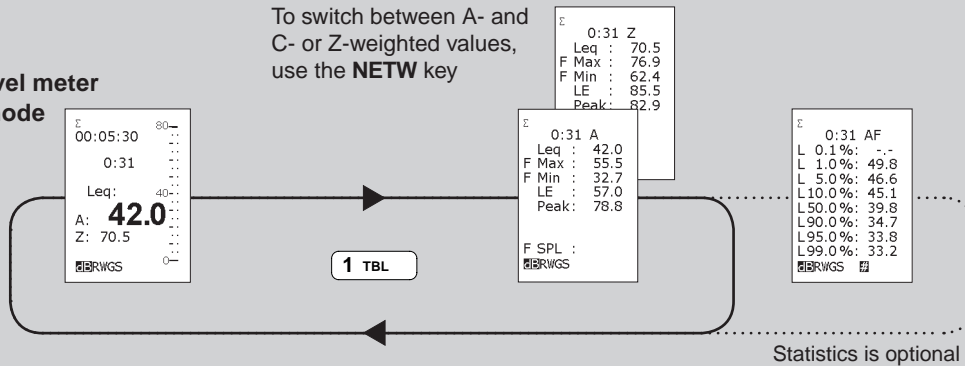 To switch between A- and
C- or Z-weighted values,
use the NETW key
vel meter
ode
Σ
00:05:30
0:31
Leq:
A: 42.0
Z: 70.5
dBRWGS
80
40
0
1 TBL
Σ
0:31 Z
Leq : 70.5
F Max : 76.9
F Min : 62.4
LE : 85.5
Peak: 82.9
Σ
0:31 A
Leq : 42.0
F Max : 55.5
F Min : 32.7
LE : 57.0
Peak: 78.8
F SPL :
dBRWGS
Σ
0:31 AF
L 0.1%: -.-
L 1.0%: 49.8
L 5.0%: 46.6
L10.0%: 45.1
L50.0%: 39.8
L90.0%: 34.7
L95.0%: 33.8
L99.0%: 33.2
dBRWGS #
Statistics is optional